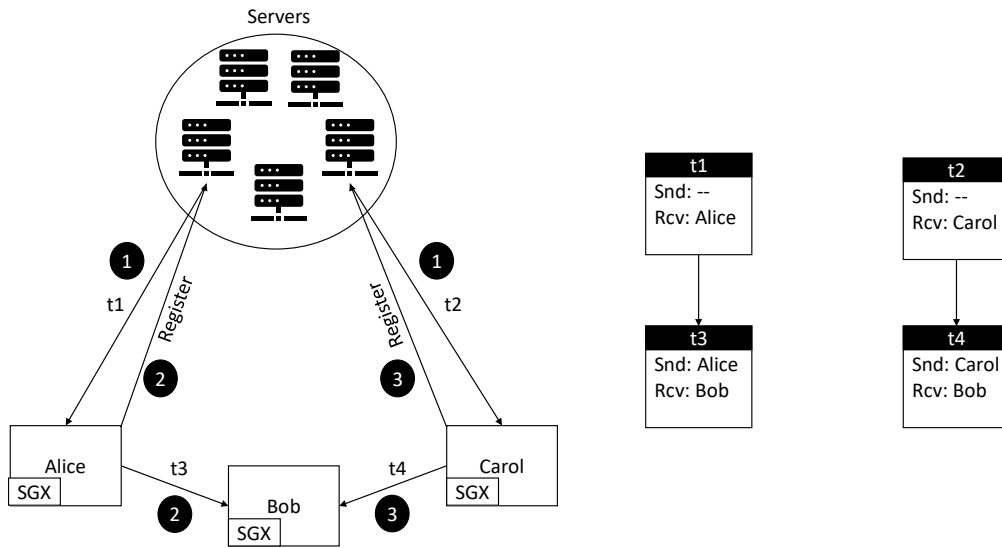 Servers
1
t1
Register
2
1
t2
Register
3
Alice
SGX
t3
2
Bob
SGX
t4
3
Carol
SGX
t1
Snd: --
Rcv: Alice
t2
Snd: --
Rcv: Carol
t3
Snd: Alice
Rcv: Bob
t4
Snd: Carol
Rcv: Bob